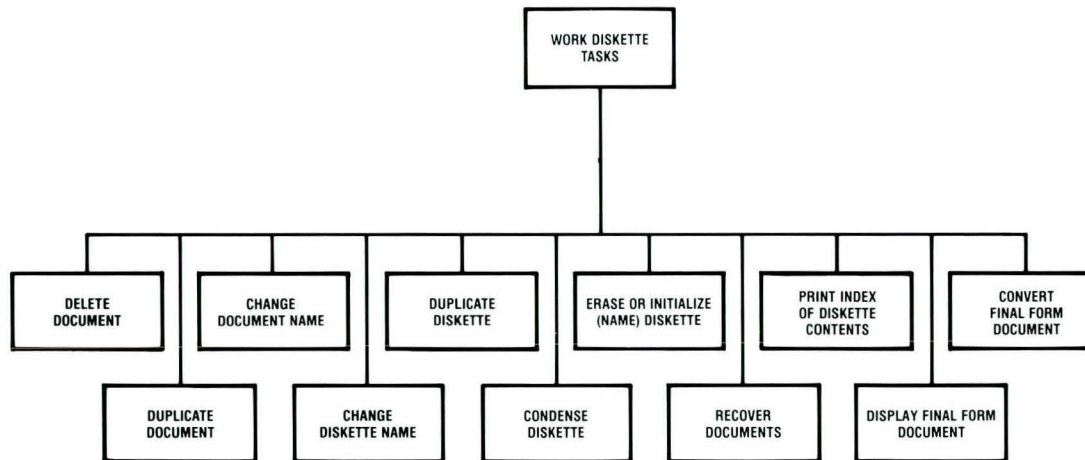 WORK DISKETTE
TASKS
DELETE
DOCUMENT
CHANGE
DOCUMENT NAME
DUPLICATE
DISKETTE
ERASE OR INITIALIZE
(NAME) DISKETTE
PRINT INDEX
OF DISKETTE
CONTENTS
CONVERT
FINAL FORM
DOCUMENT
DUPLICATE
DOCUMENT
CHANGE
DISKETTE NAME
CONDENSE
DISKETTE
RECOVER
DOCUMENTS
DISPLAY FINAL FORM
DOCUMENT